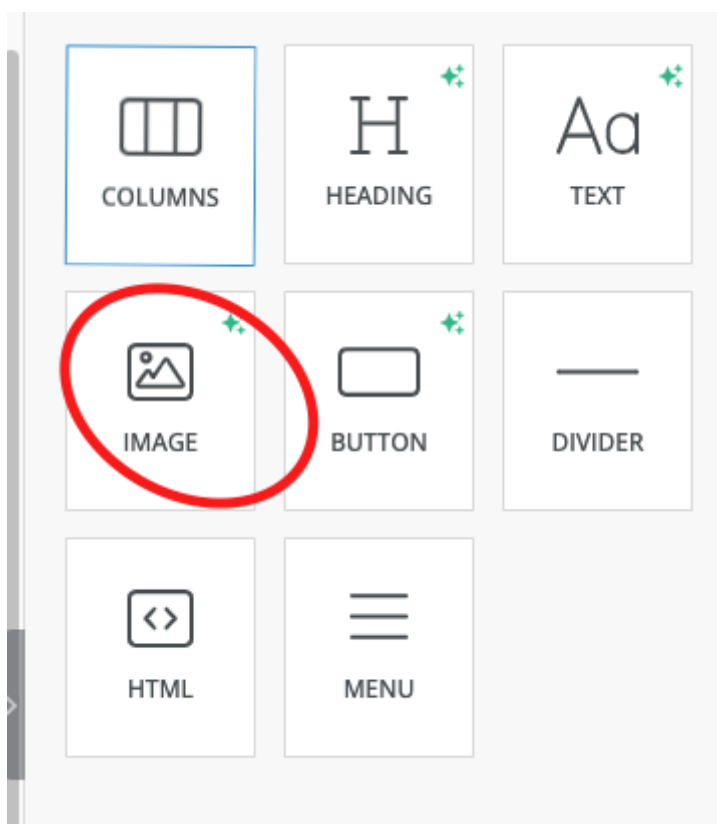 COLUMNS
HEADING
Aa
TEXT
IMAGE
BUTTON
DIVIDER
HTML
MENU